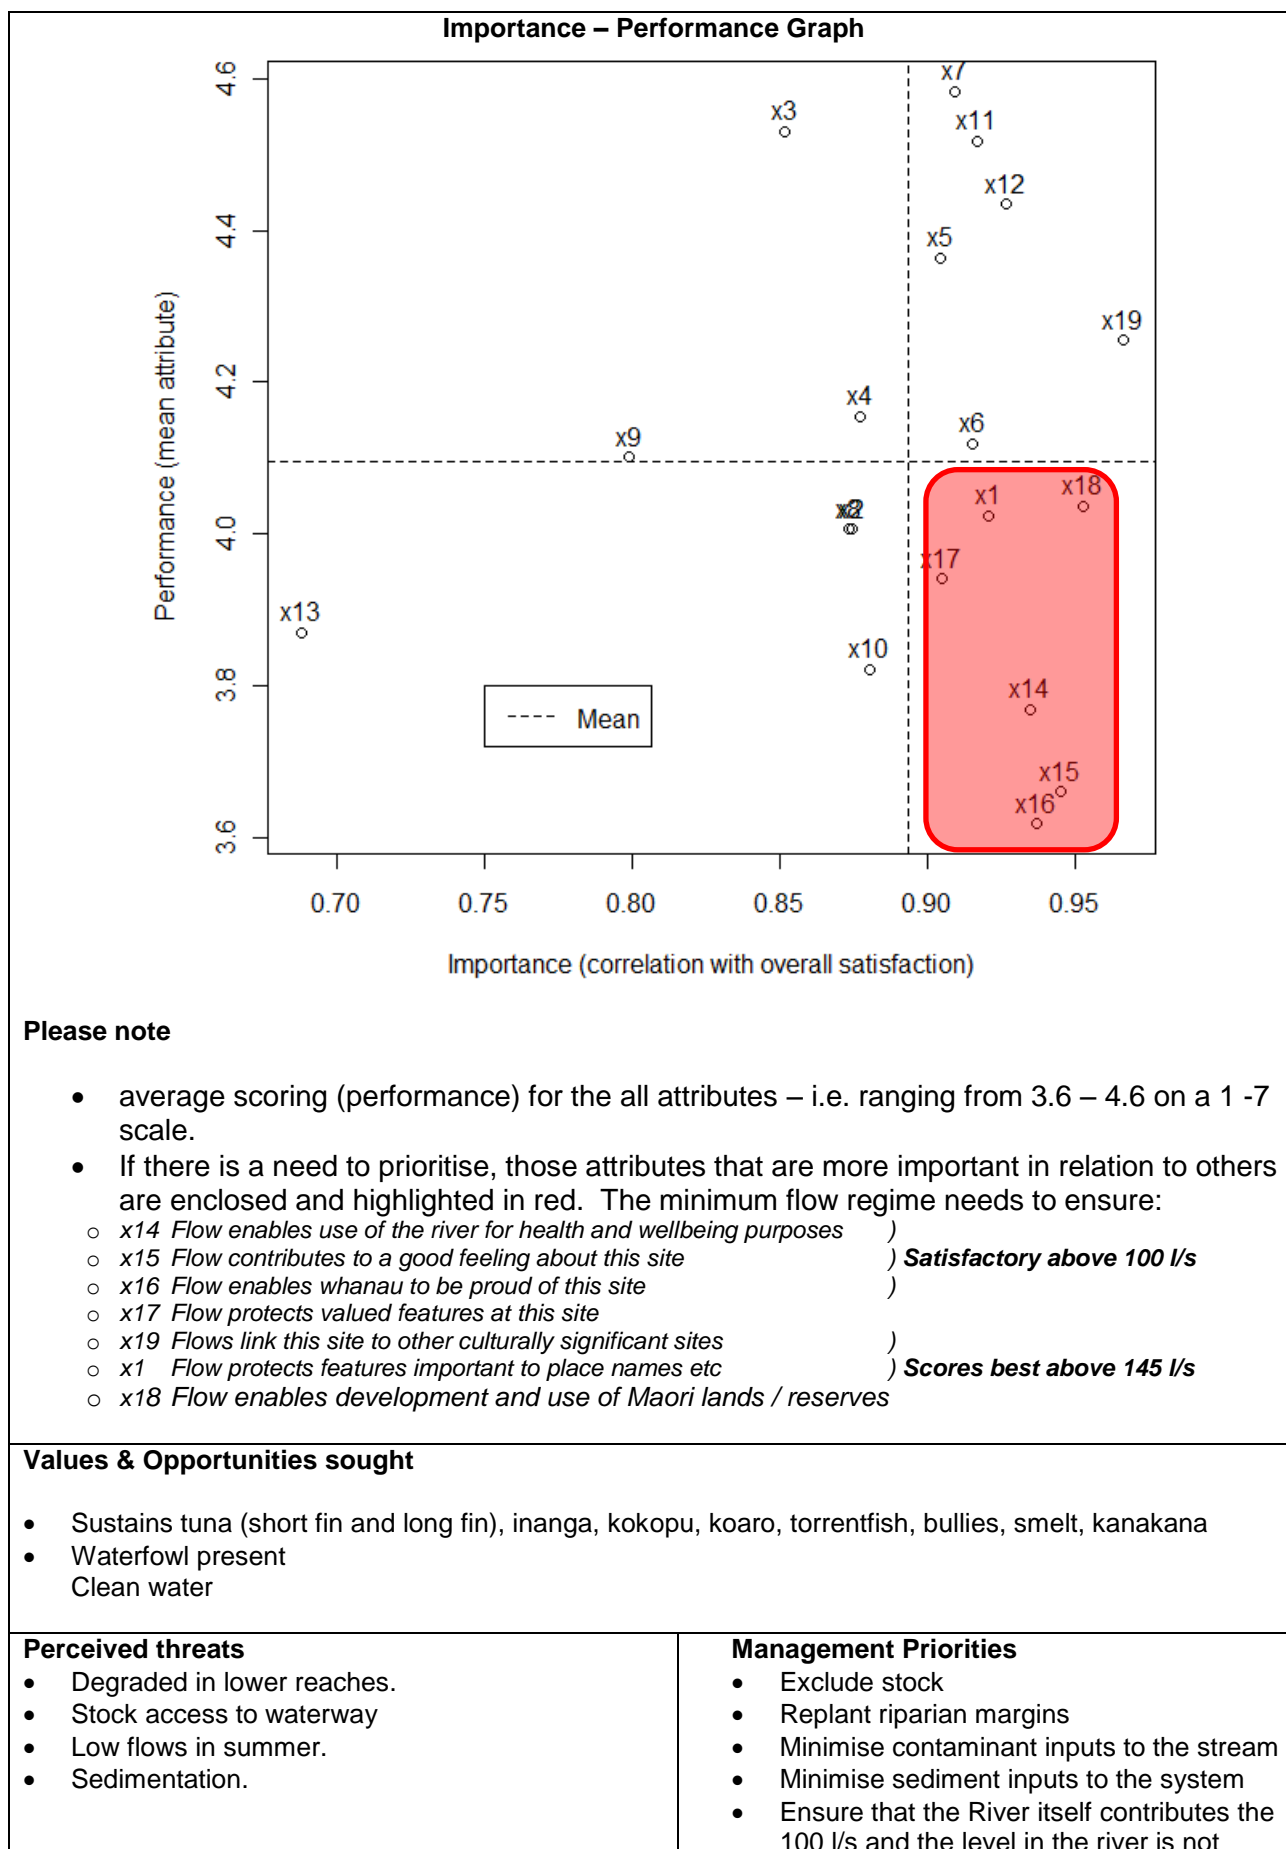 Importance – Performance Graph
4.6
4.4
4.2
4.0
3.8
3.6
Performance (mean attribute)
x7
x3
x11
x12
x5
x19
x4
x6
x9
x1
x18
x17
x13
x10
x14
x15
x16
Mean
0.70 0.75 0.80 0.85 0.90 0.95
Importance (correlation with overall satisfaction)
Please note
• average scoring (performance) for the all attributes – i.e. ranging from 3.6 – 4.6 on a 1 -7
scale.
• If there is a need to prioritise, those attributes that are more important in relation to others
are enclosed and highlighted in red. The minimum flow regime needs to ensure:
o x14 Flow enables use of the river for health and wellbeing purposes )
o x15 Flow contributes to a good feeling about this site ) Satisfactory above 100 l/s
o x16 Flow enables whanau to be proud of this site )
o x17 Flow protects valued features at this site
o x19 Flows link this site to other culturally significant sites )
o x1 Flow protects features important to place names etc ) Scores best above 145 l/s
o x18 Flow enables development and use of Maori lands / reserves
Values & Opportunities sought
• Sustains tuna (short fin and long fin), inanga, kokopu, koaro, torrentfish, bullies, smelt, kanakana
• Waterfowl present
Clean water
Perceived threats
• Degraded in lower reaches.
• Stock access to waterway
• Low flows in summer.
• Sedimentation.
Management Priorities
• Exclude stock
• Replant riparian margins
• Minimise contaminant inputs to the stream
• Minimise sediment inputs to the system
• Ensure that the River itself contributes the
100 l/s and the level in the river is not